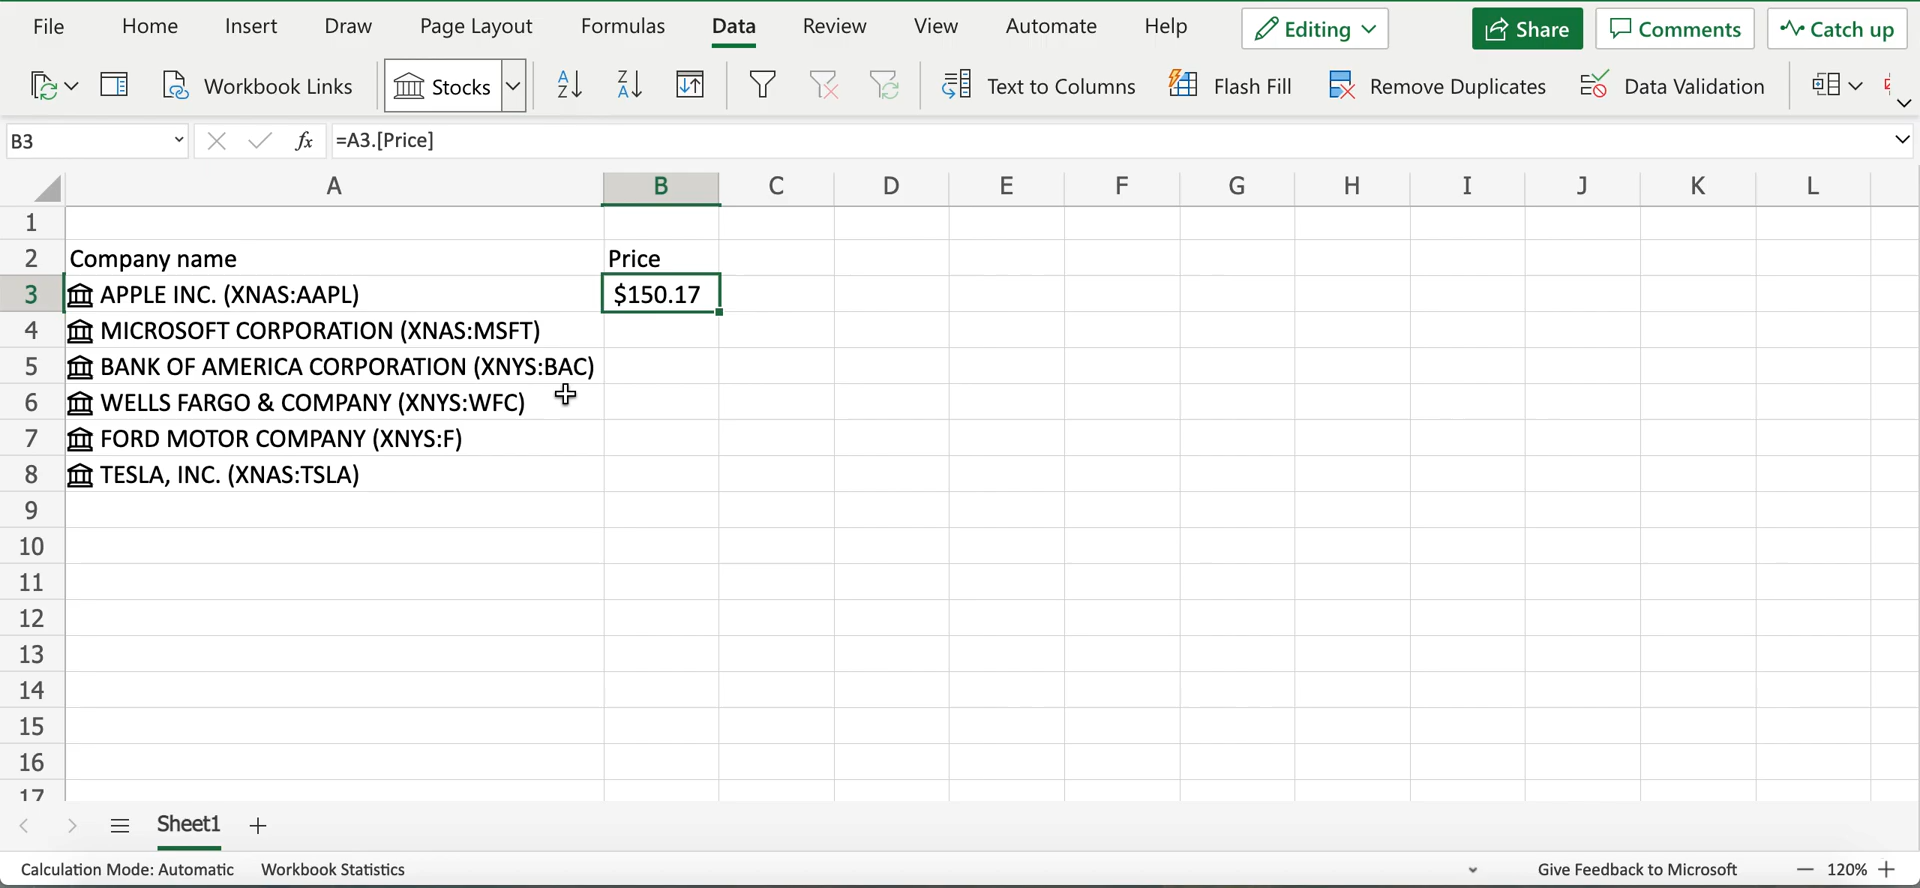 File Home Insert Draw Page Layout Formulas Data Review View Automate Help Editing Share Comments Catch up
Workbook Links Stocks Text to Columns Flash Fill Remove Duplicates Data Validation
B3 fx =A3.[Price]
A B C D E F G H I J K L
1
2 Company name Price
3 APPLE INC. (XNAS:AAPL) $150.17
4 MICROSOFT CORPORATION (XNAS:MSFT)
5 BANK OF AMERICA CORPORATION (XNYS:BAC)
6 WELLS FARGO & COMPANY (XNYS:WFC)
7 FORD MOTOR COMPANY (XNYS:F)
8 TESLA, INC. (XNAS:TSLA)
9
10
11
12
13
14
15
16
17
Sheet1
Calculation Mode: Automatic Workbook Statistics Give Feedback to Microsoft 120%